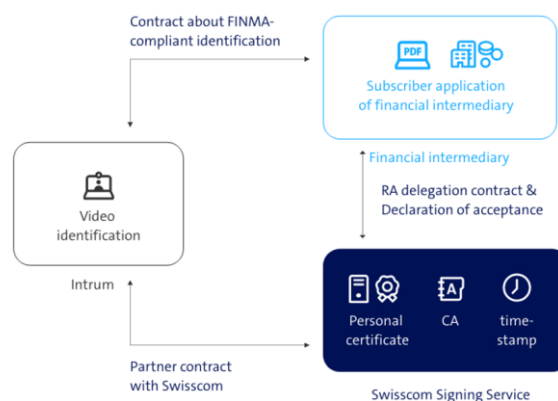 Contract about FINMA-
compliant identification
PDF
Subscriber application
of financial intermediary
Financial intermediary
RA delegation contract &
Declaration of acceptance
Video
identification
Intrum
A
Personal
certificate
CA
time-
stamp
Partner contract
with Swisscom
Swisscom Signing Service